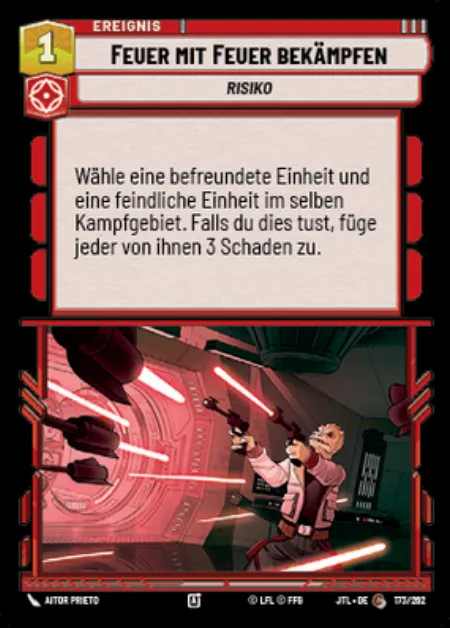 EREIGNIS
1
FEUER MIT FEUER BEKÄMPFEN
RISIKO
Wähle eine befreundete Einheit und
eine feindliche Einheit im selben
Kampfgebiet. Falls du dies tust, füge
jeder von ihnen 3 Schaden zu.
AITOR PRIETO
© LFL © FFG
JTL • DE
173/262